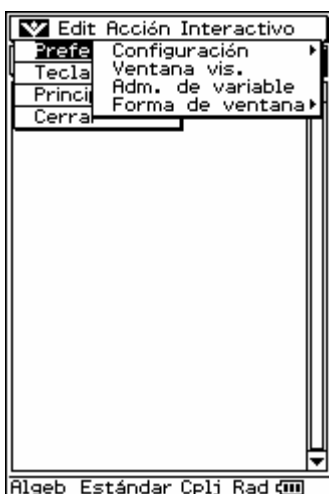 Edit Acción Interactivo
Prefe
Configuración
Tecla
Ventana vis.
Princi
Adm. de variable
Cerra
Forma de ventana
Algeb Estándar Cplj Rad